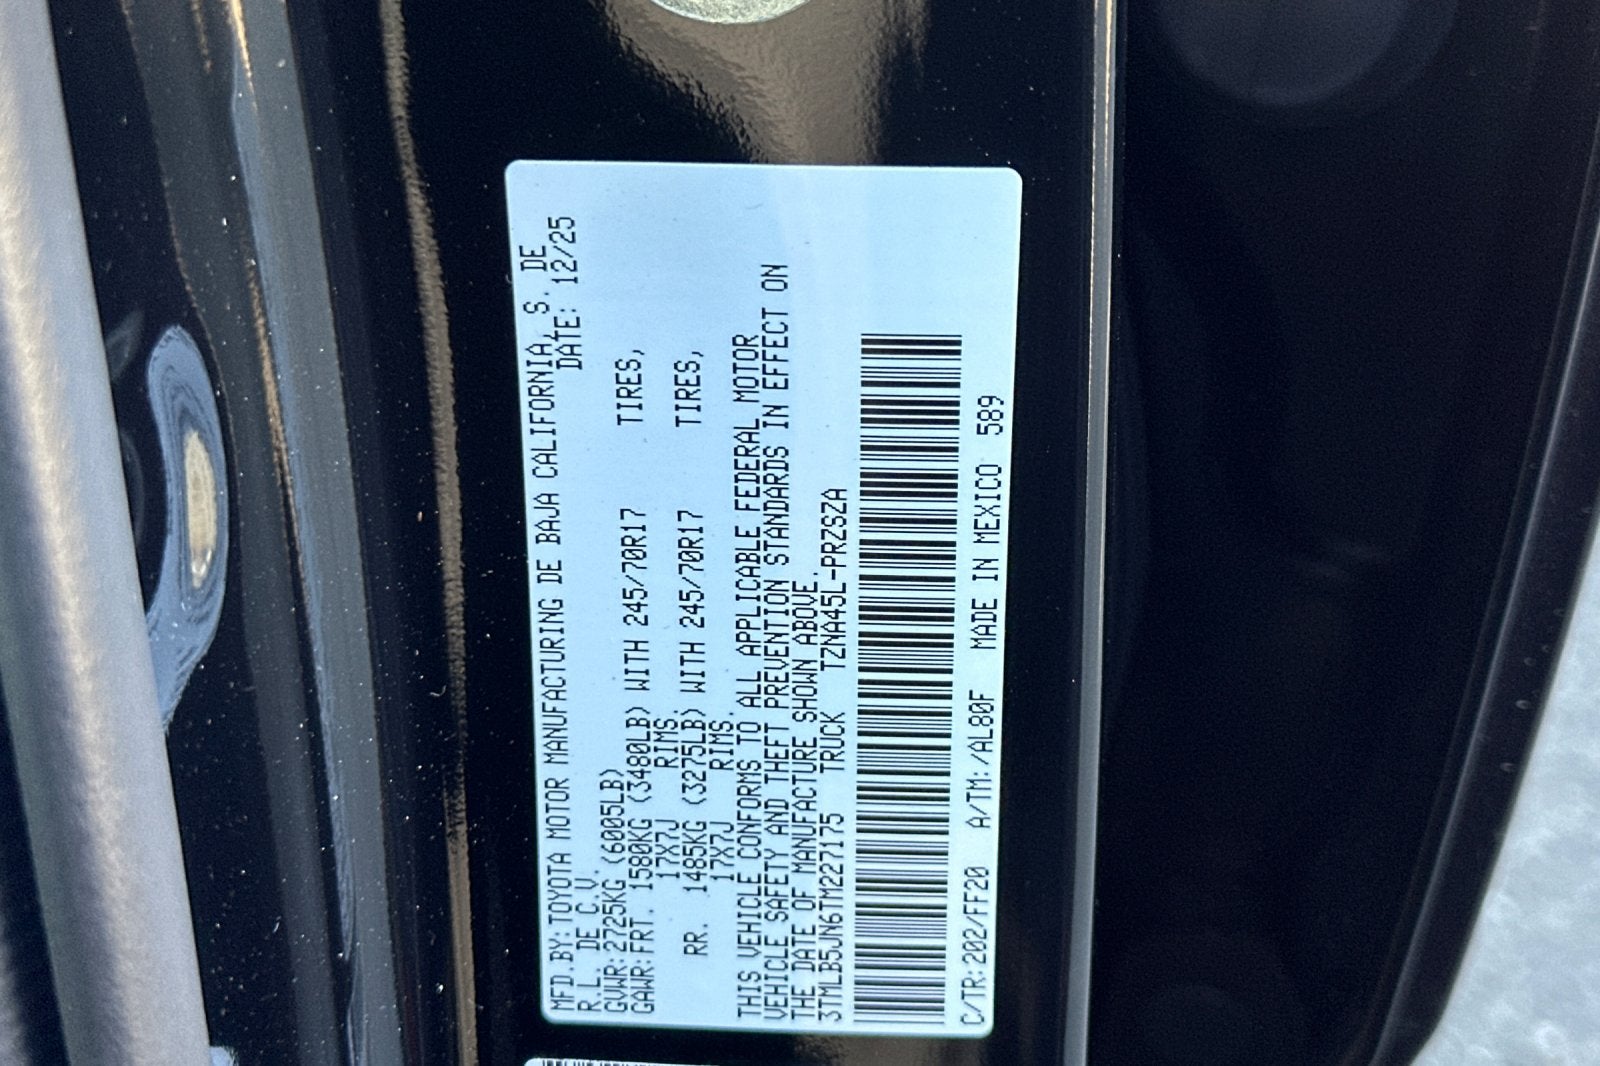 MFD.BY:TOYOTA MOTOR MANUFACTURING DE BAJA CALIFORNIA, S. DE
R.L. DE C.V. DATE: 12/25
GVWR:2725KG (6005LB)
GAWR:FRT. 1580KG (3480LB) WITH 245/70R17 TIRES,
17X7J RIMS.
RR. 1485KG (3275LB) WITH 245/70R17 TIRES,
17X7J RIMS.
THIS VEHICLE CONFORMS TO ALL APPLICABLE FEDERAL MOTOR
VEHICLE SAFETY AND THEFT PREVENTION STANDARDS IN EFFECT ON
THE DATE OF MANUFACTURE SHOWN ABOVE.
3TMLB5JN6TM227175 TRUCK TZNA45L-PRZSZA
C/TR:202/FF20 A/TM:/AL80F MADE IN MEXICO 589